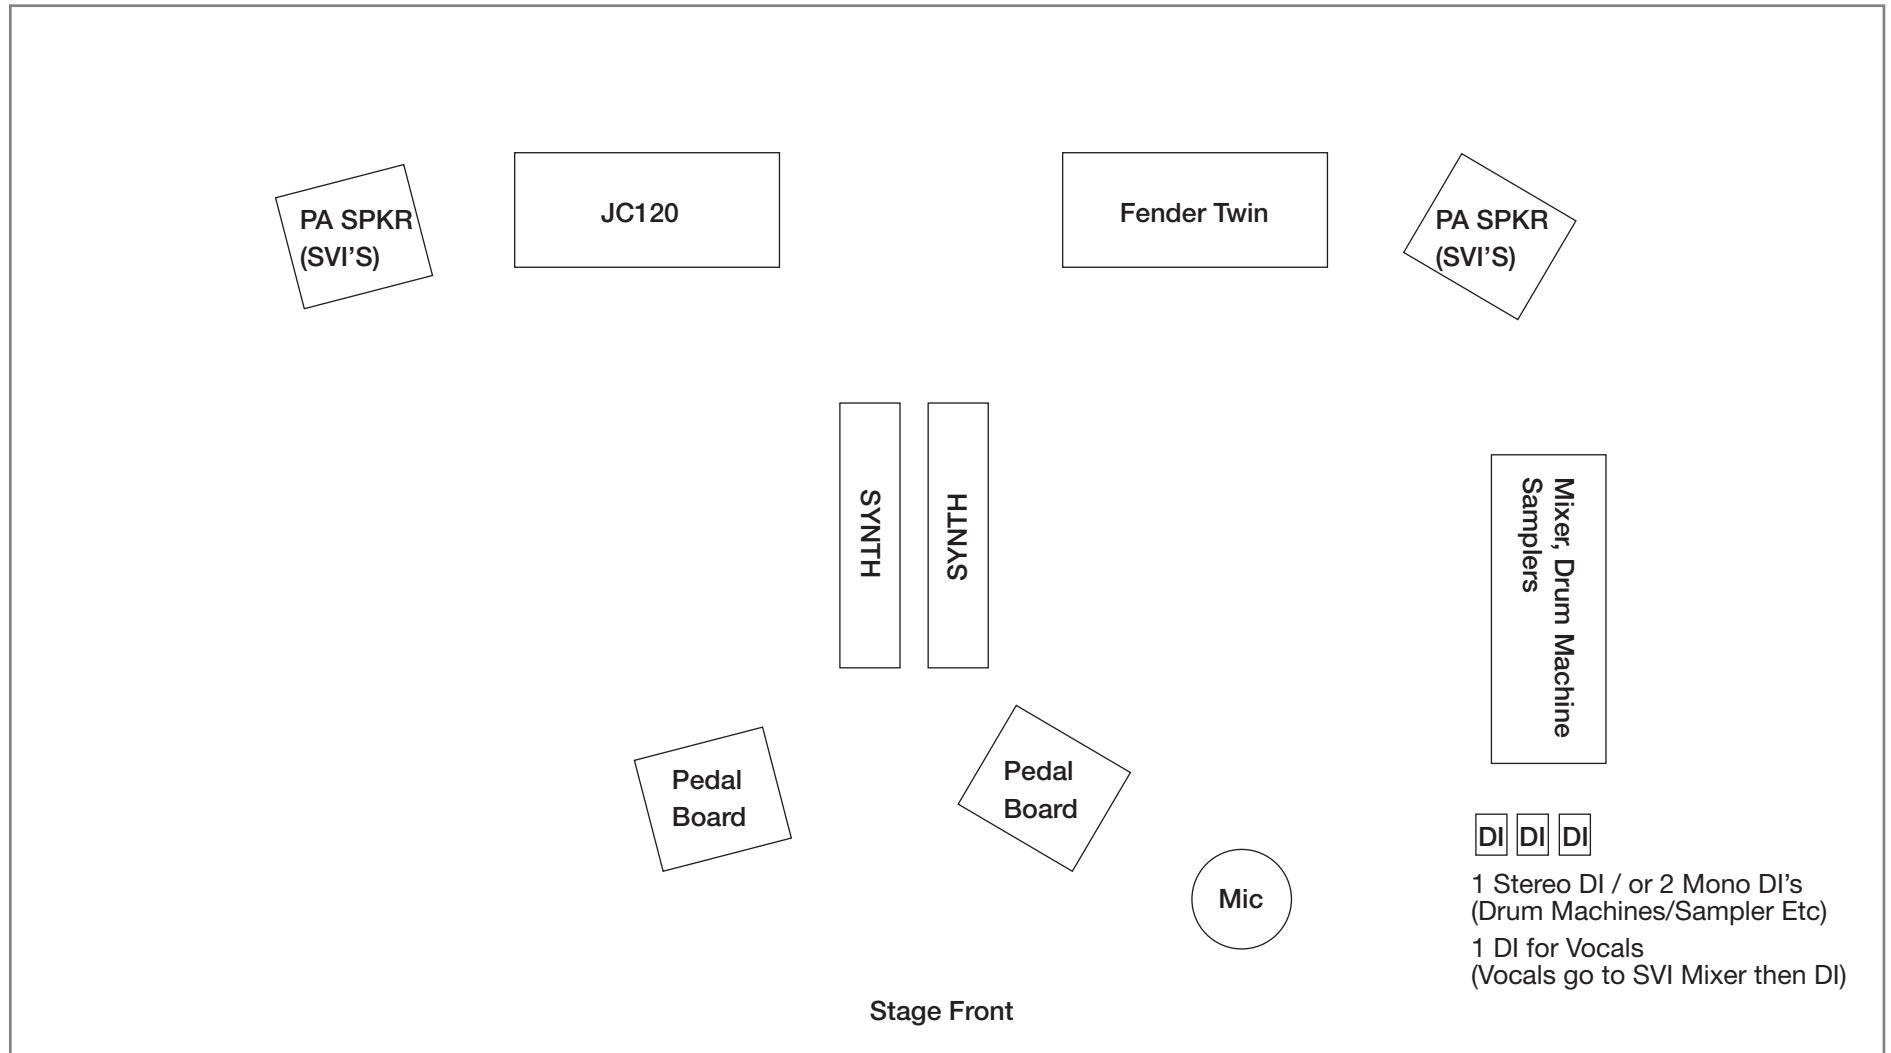 PA SPKR
(SVI’S)
JC120
Fender Twin
PA SPKR
(SVI’S)
SYNTH
SYNTH
Mixer, Drum Machine
Samplers
Pedal
Board
Pedal
Board
Mic
DI DI DI
1 Stereo DI / or 2 Mono DI’s
(Drum Machines/Sampler Etc)
1 DI for Vocals
(Vocals go to SVI Mixer then DI)
Stage Front